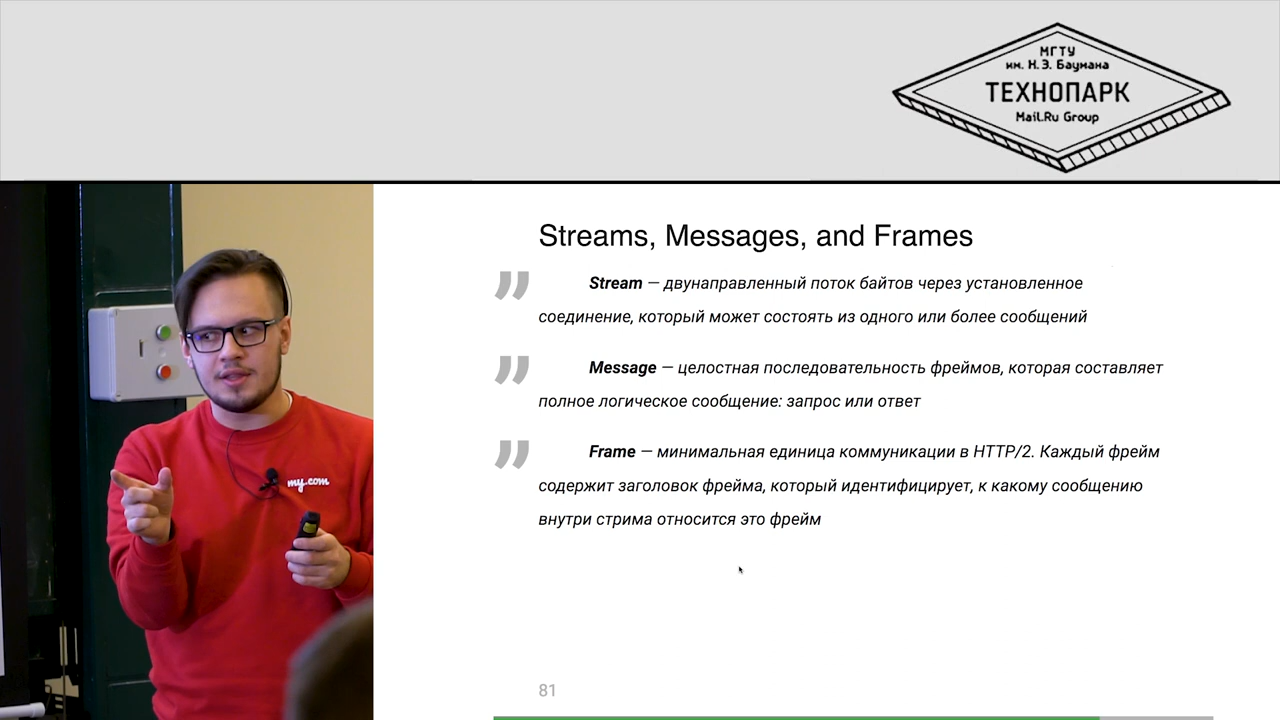 МГТУ
им. Н.Э. Баумана
ТЕХНОПАРК
Mail.Ru Group
Streams, Messages, and Frames
Stream — двунаправленный поток байтов через установленное
соединение, который может состоять из одного или более сообщений
Message — целостная последовательность фреймов, которая составляет
полное логическое сообщение: запрос или ответ
Frame — минимальная единица коммуникации в HTTP/2. Каждый фрейм
содержит заголовок фрейма, который идентифицирует, к какому сообщению
внутри стрима относится это фрейм
my.com
81